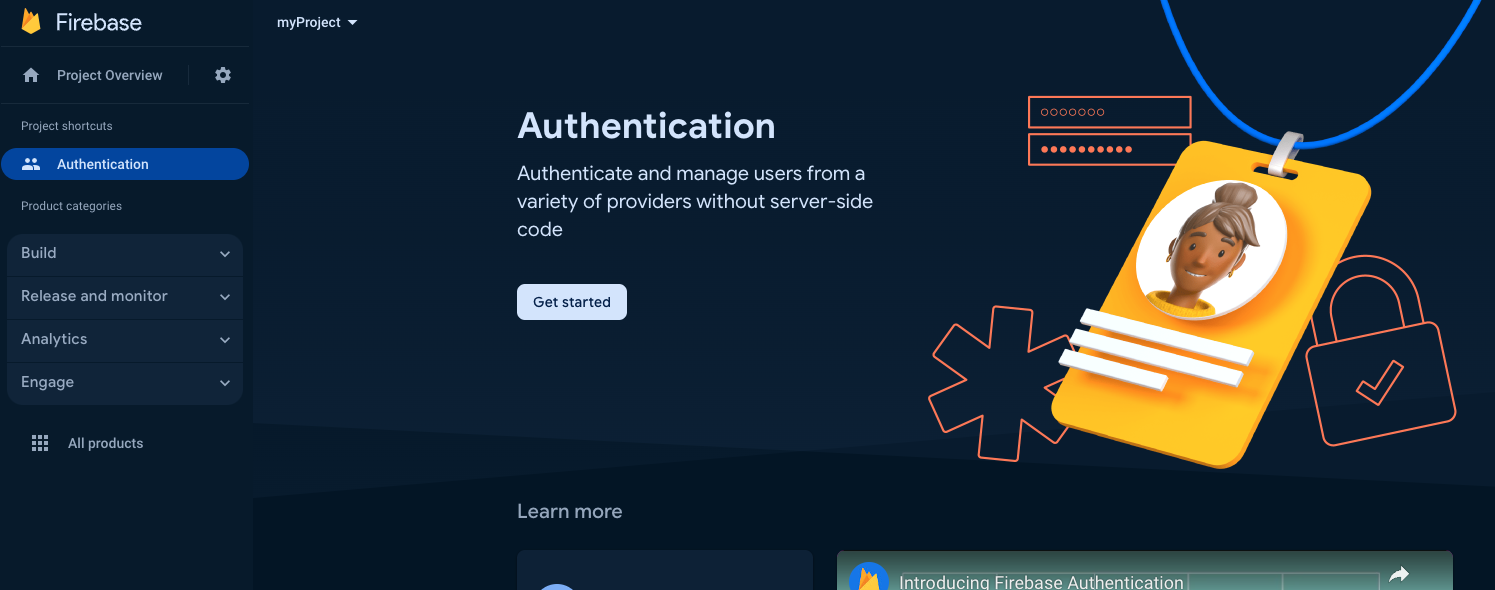 Firebase
myProject
Project Overview
Project shortcuts
Authentication
Product categories
Build
Release and monitor
Analytics
Engage
All products
Authentication
Authenticate and manage users from a
variety of providers without server-side
code
Get started
Learn more
Introducing Firebase Authentication